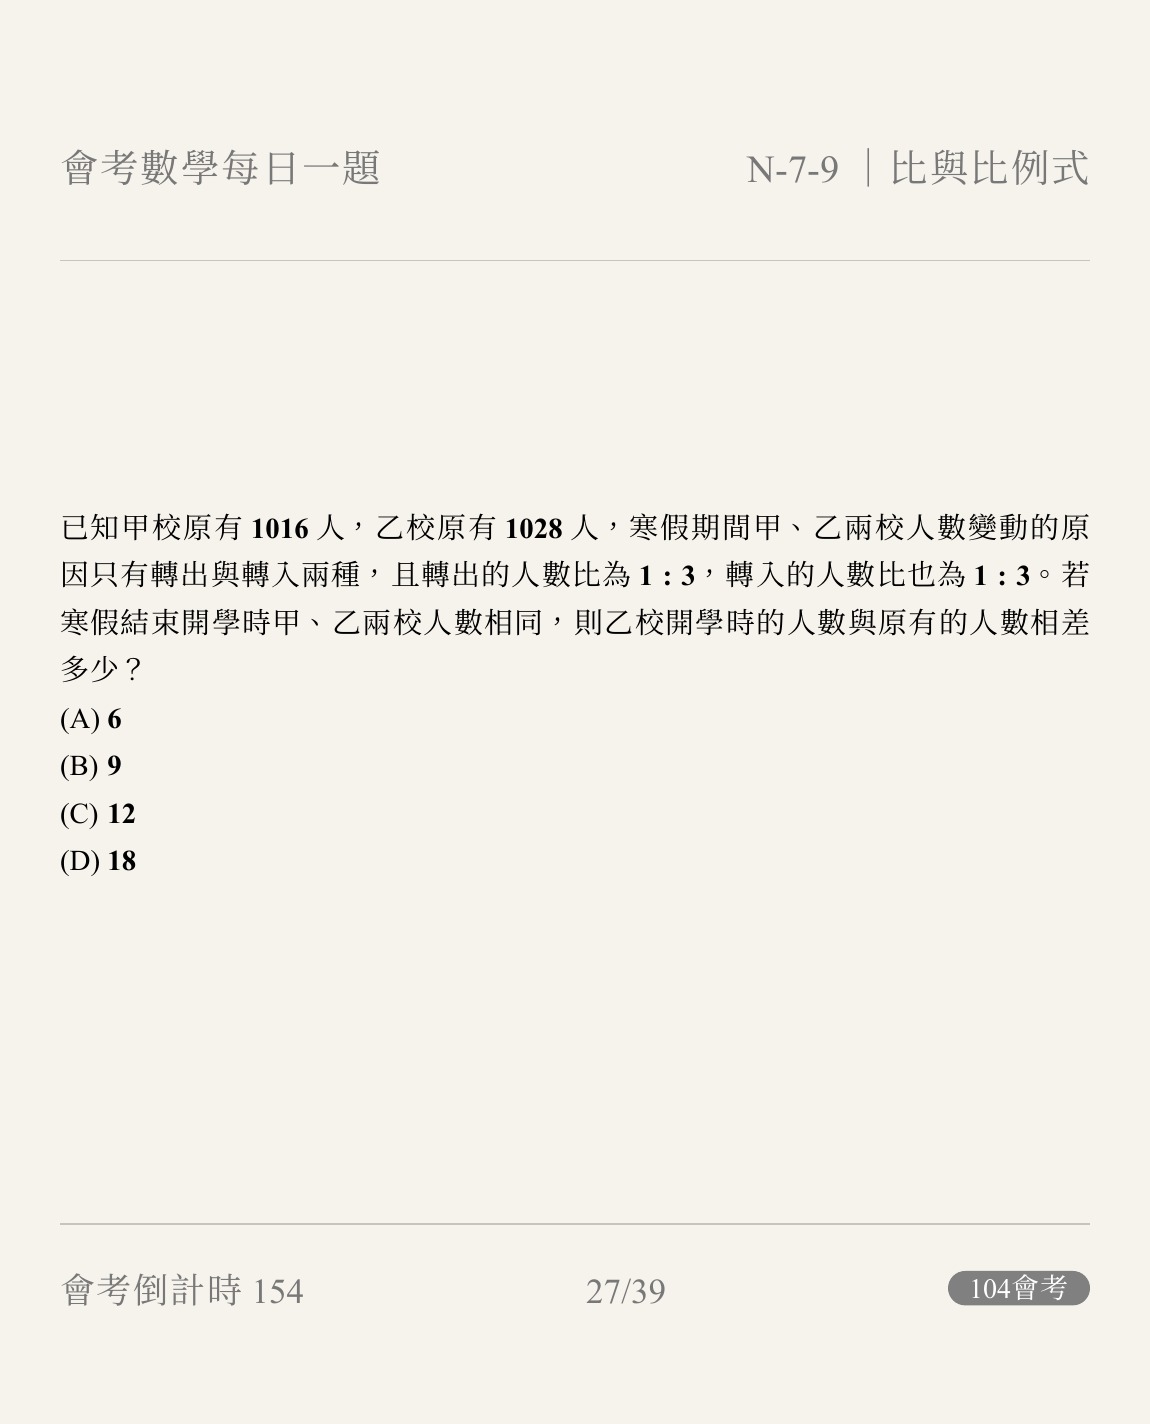 會考數學每日一題
N-7-9｜比與比例式
已知甲校原有 1016 人，乙校原有 1028 人，寒假期間甲、乙兩校人數變動的原
因只有轉出與轉入兩種，且轉出的人數比為 1 : 3，轉入的人數比也為 1 : 3。若
寒假結束開學時甲、乙兩校人數相同，則乙校開學時的人數與原有的人數相差
多少？
(A) 6
(B) 9
(C) 12
(D) 18
會考倒計時 154
27/39
104會考